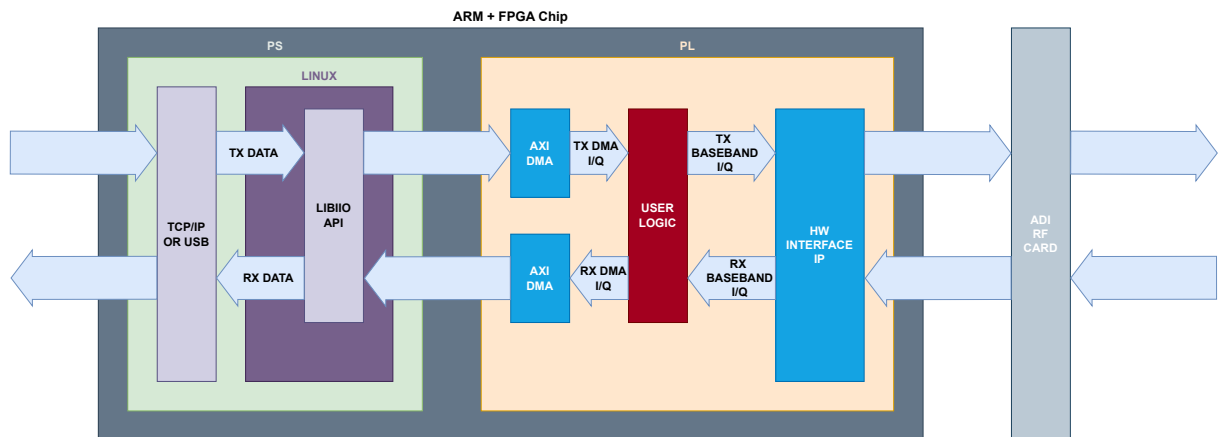 ARM + FPGA Chip
PS
PL
LINUX
TX DATA
AXI
DMA
TX DMA
I/Q
TX
BASEBAND
I/Q
LIBIIO
API
USER
LOGIC
TCP/IP
OR USB
HW
INTERFACE
IP
ADI
RF
CARD
RX DATA
AXI
DMA
RX DMA
I/Q
RX
BASEBAND
I/Q